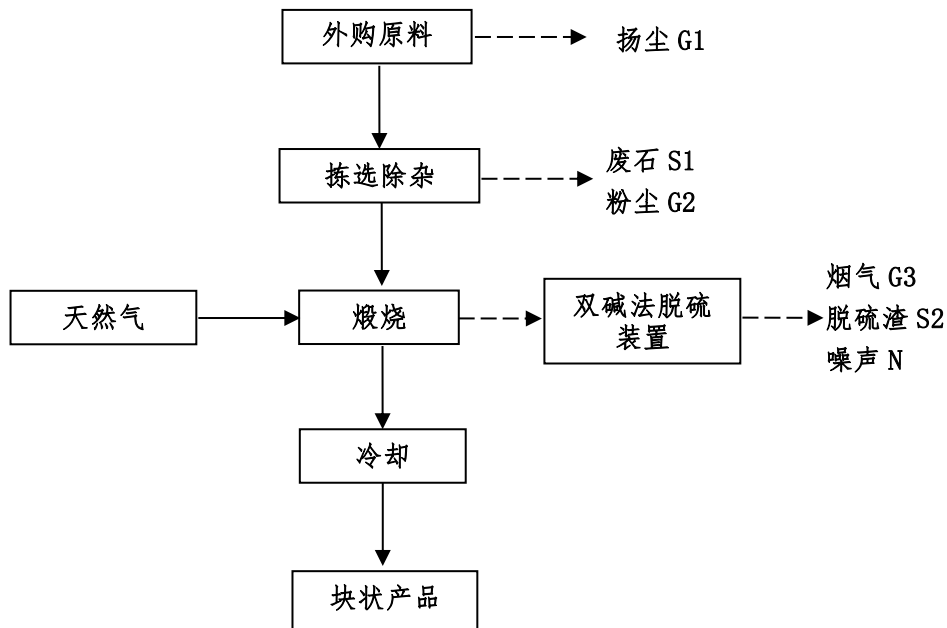 外购原料
扬尘 G1
拣选除杂
废石 S1
粉尘 G2
天然气
煅烧
双碱法脱硫
装置
烟气 G3
脱硫渣 S2
噪声 N
冷却
块状产品